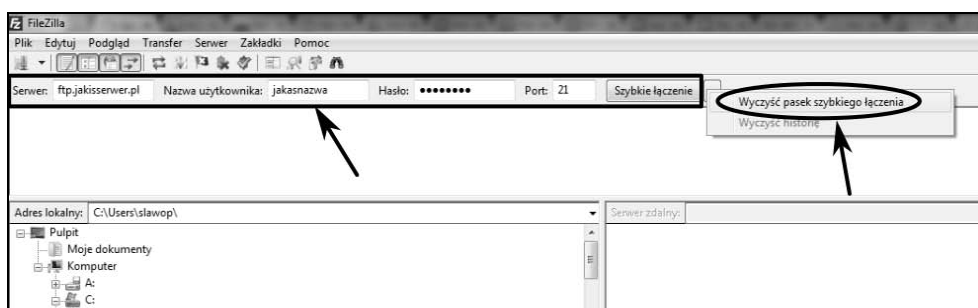 FileZilla
Plik Edytuj Podgląd Transfer Serwer Zakładki Pomoc
Serwer: ftp.jakisserwer.pl Nazwa użytkownika: jakasnazwa Hasło: ●●●●●●●● Port: 21 Szybkie łączenie
Wyczyść pasek szybkiego łączenia
Wyczyść historię
Adres lokalny: C:\Users\slawop\
Serwer zdalny:
Pulpit
Moje dokumenty
Komputer
A:
C: